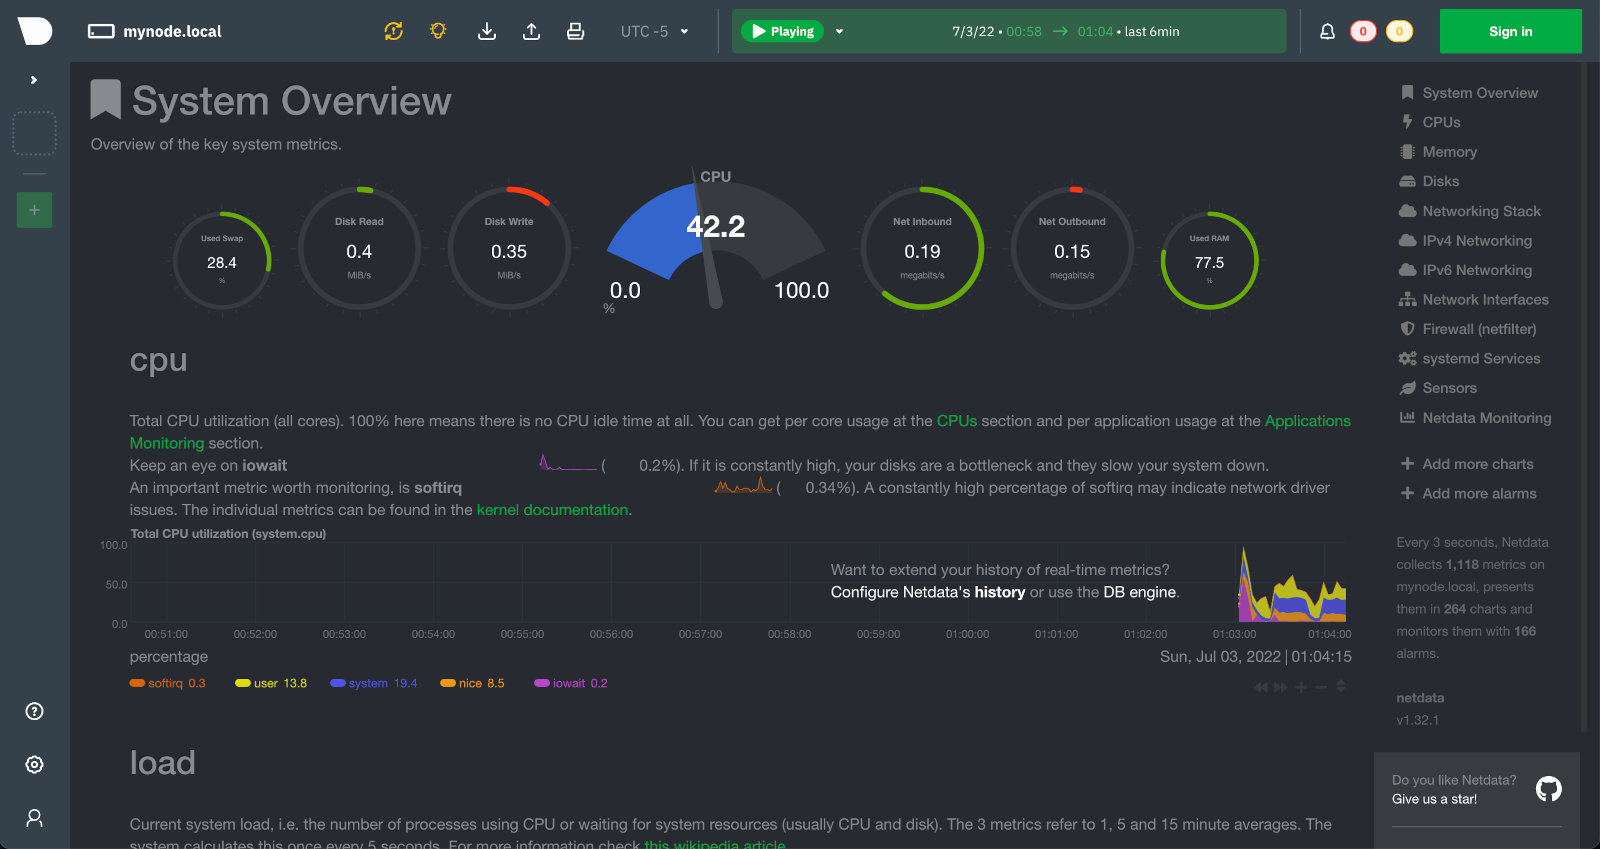 mynode.local
UTC -5
Playing
7/3/22 • 00:58 → 01:04 • last 6min
0
0
Sign in
System Overview
Overview of the key system metrics.
Used Swap
28.4
%
Disk Read
0.4
MiB/s
Disk Write
0.35
MiB/s
CPU
42.2
0.0
100.0
%
Net Inbound
0.19
megabits/s
Net Outbound
0.15
megabits/s
Used RAM
77.5
%
cpu
Total CPU utilization (all cores). 100% here means there is no CPU idle time at all. You can get per core usage at the CPUs section and per application usage at the Applications
Monitoring section.
Keep an eye on iowait ( 0.2%). If it is constantly high, your disks are a bottleneck and they slow your system down.
An important metric worth monitoring, is softirq ( 0.34%). A constantly high percentage of softirq may indicate network driver
issues. The individual metrics can be found in the kernel documentation.
Total CPU utilization (system.cpu)
100.0
50.0
0.0
Want to extend your history of real-time metrics?
Configure Netdata's history or use the DB engine.
00:51:00 00:52:00 00:53:00 00:54:00 00:55:00 00:56:00 00:57:00 00:58:00 00:59:00 01:00:00 01:01:00 01:02:00 01:03:00 01:04:00
percentage
Sun, Jul 03, 2022 | 01:04:15
softirq 0.3 user 13.8 system 19.4 nice 8.5 iowait 0.2
load
Current system load, i.e. the number of processes using CPU or waiting for system resources (usually CPU and disk). The 3 metrics refer to 1, 5 and 15 minute averages. The
system calculates this once every 5 seconds. For more information check this wikipedia article.
System Overview
CPUs
Memory
Disks
Networking Stack
IPv4 Networking
IPv6 Networking
Network Interfaces
Firewall (netfilter)
systemd Services
Sensors
Netdata Monitoring
Add more charts
Add more alarms
Every 3 seconds, Netdata
collects 1,118 metrics on
mynode.local, presents
them in 264 charts and
monitors them with 166
alarms.
netdata
v1.32.1
Do you like Netdata?
Give us a star!